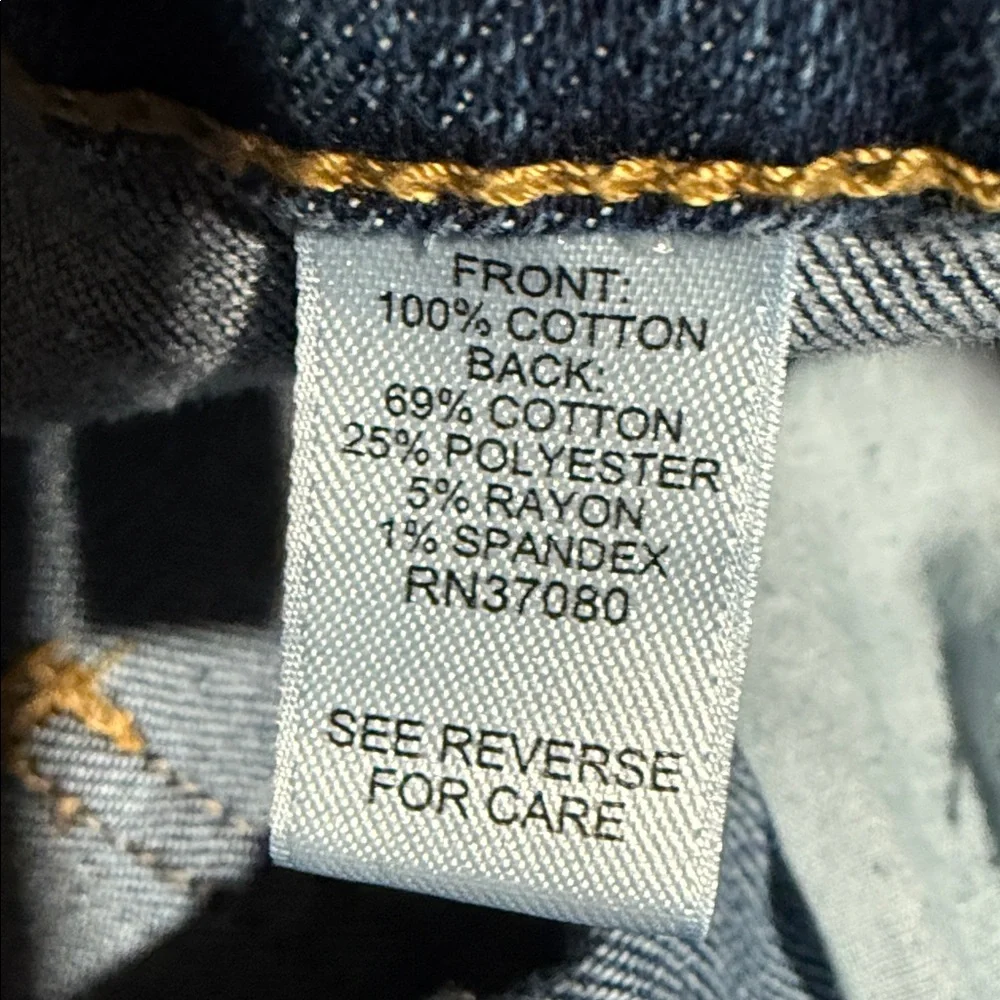 FRONT:
100% COTTON
BACK:
69% COTTON
25% POLYESTER
5% RAYON
1% SPANDEX
RN37080
SEE REVERSE
FOR CARE